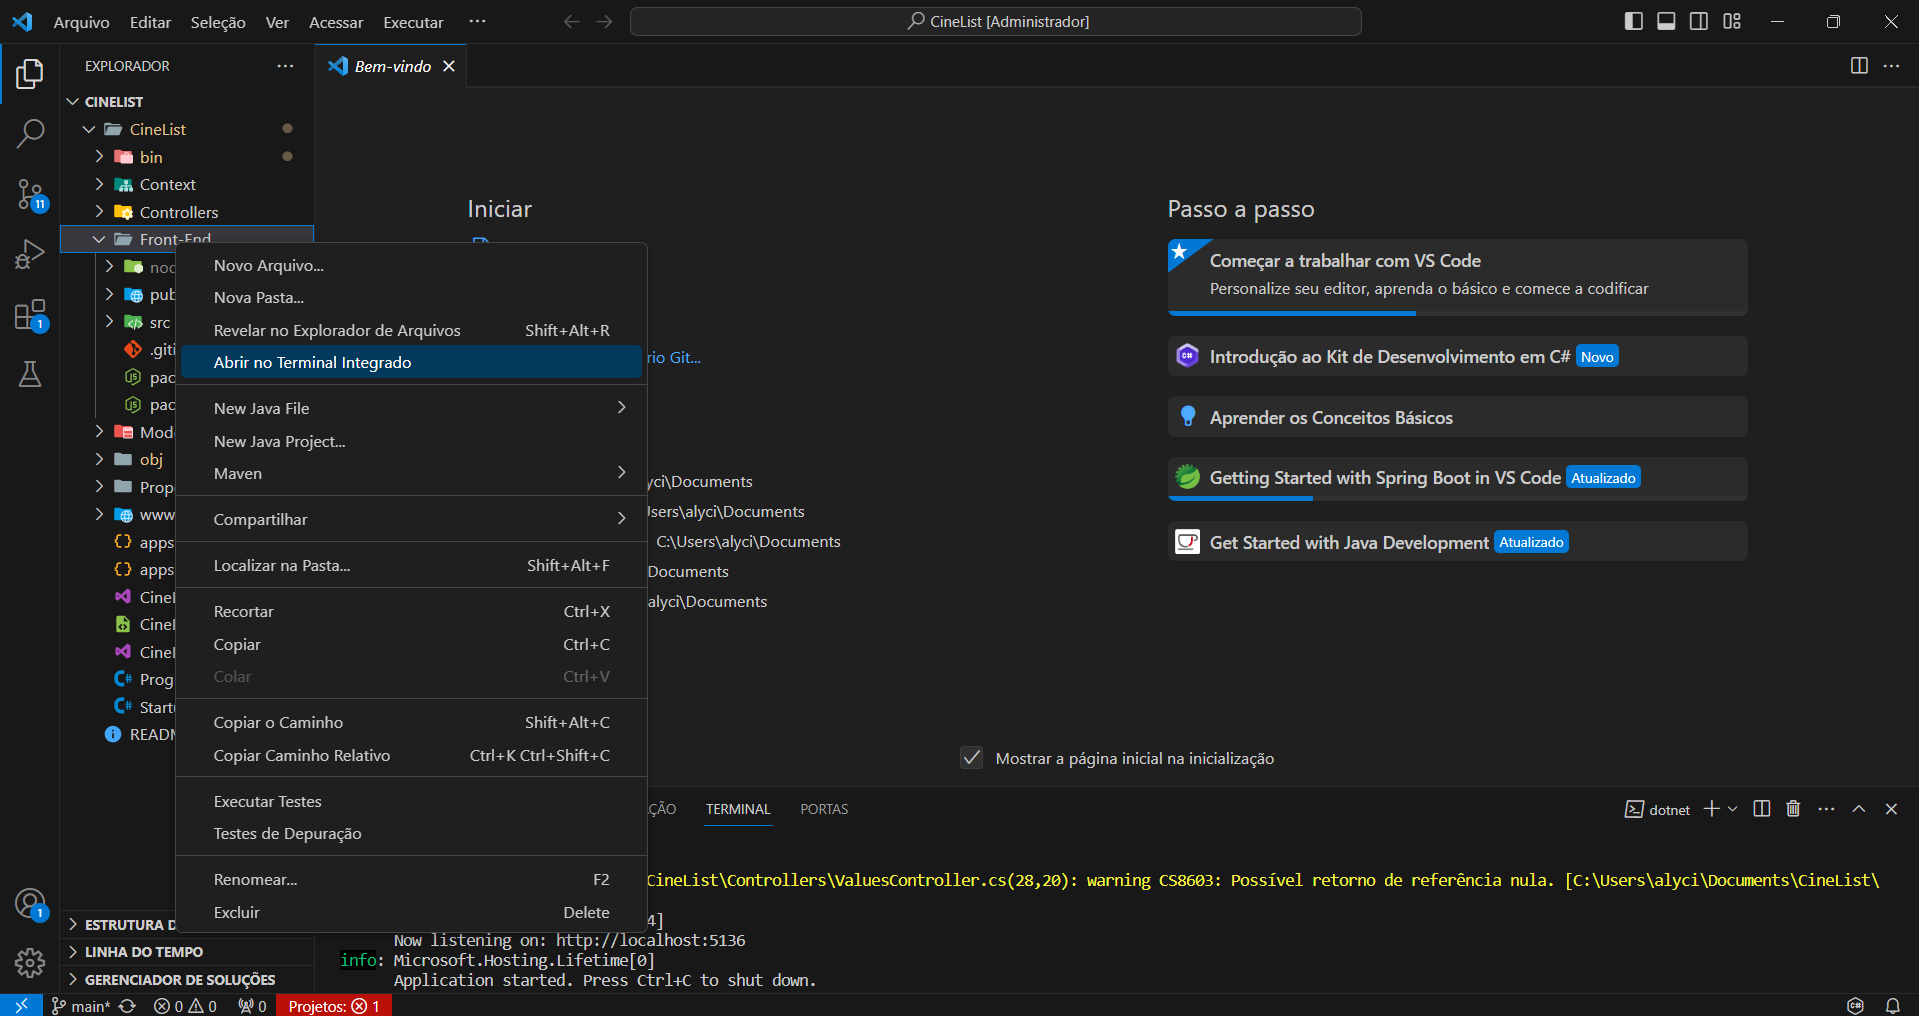 Arquivo Editar Seleção Ver Acessar Executar ···
CineList [Administrador]
EXPLORADOR ···
Bem-vindo
CINELIST
CineList
bin
Context
Controllers
Front-End
nod
pub
src
.giti
pac
pac
Mode
obj
Prope
www
apps
apps
Cinel
Cinel
Cinel
Prog
Startu
READM
Novo Arquivo...
Nova Pasta...
Revelar no Explorador de Arquivos Shift+Alt+R
Abrir no Terminal Integrado
New Java File
New Java Project...
Maven
Compartilhar
Localizar na Pasta... Shift+Alt+F
Recortar Ctrl+X
Copiar Ctrl+C
Colar Ctrl+V
Copiar o Caminho Shift+Alt+C
Copiar Caminho Relativo Ctrl+K Ctrl+Shift+C
Executar Testes
Testes de Depuração
Renomear... F2
Excluir Delete
Iniciar
rio Git...
yci\Documents
Users\alyci\Documents
C:\Users\alyci\Documents
Documents
alyci\Documents
Passo a passo
Começar a trabalhar com VS Code
Personalize seu editor, aprenda o básico e comece a codificar
Introdução ao Kit de Desenvolvimento em C# Novo
Aprender os Conceitos Básicos
Getting Started with Spring Boot in VS Code Atualizado
Get Started with Java Development Atualizado
Mostrar a página inicial na inicialização
ÇÃO TERMINAL PORTAS
dotnet
CineList\Controllers\ValuesController.cs(28,20): warning CS8603: Possível retorno de referência nula. [C:\Users\alyci\Documents\CineList\
4]
Now listening on: http://localhost:5136
info: Microsoft.Hosting.Lifetime[0]
Application started. Press Ctrl+C to shut down.
ESTRUTURA D
LINHA DO TEMPO
GERENCIADOR DE SOLUÇÕES
11
1
1
main* 0 0 0 Projetos: 1